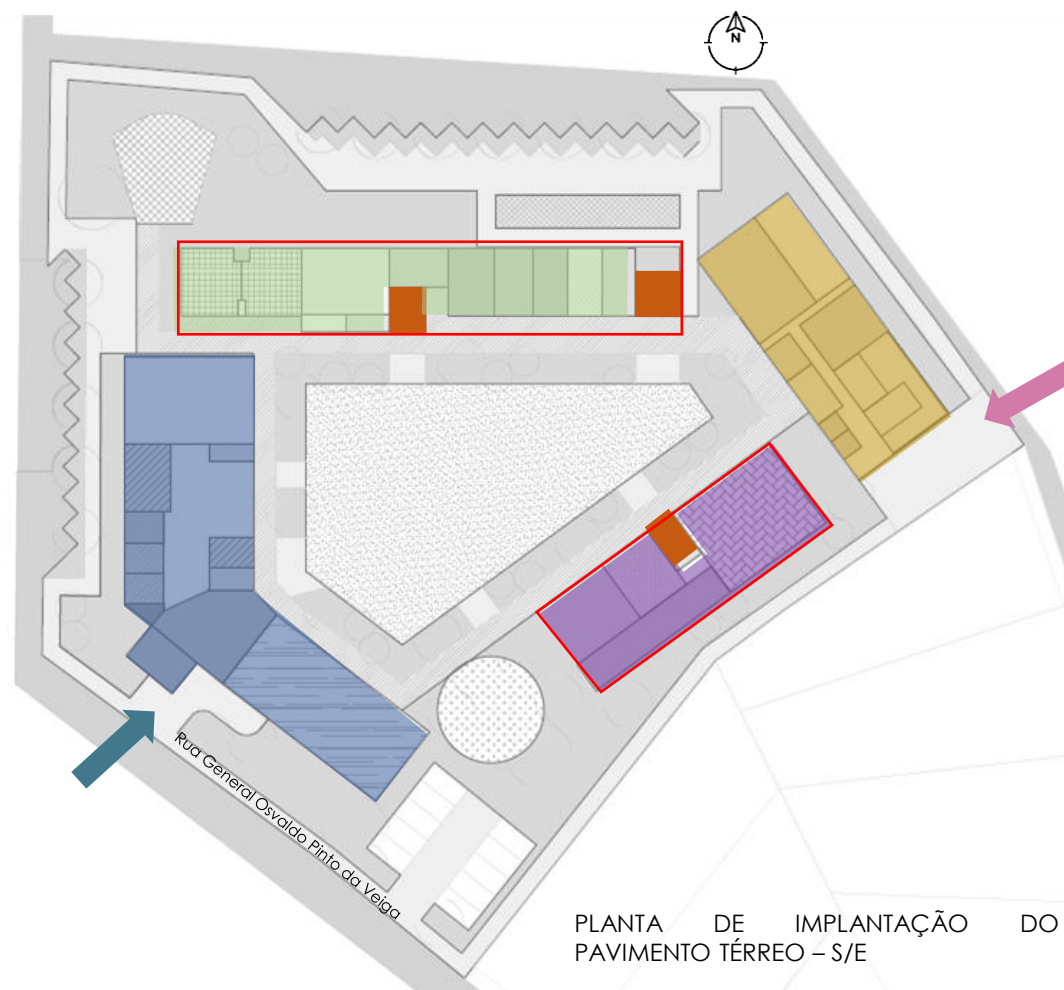 N
Rua General Osvaldo Pinto da Veiga
PLANTA DE IMPLANTAÇÃO DO
PAVIMENTO TÉRREO – S/E